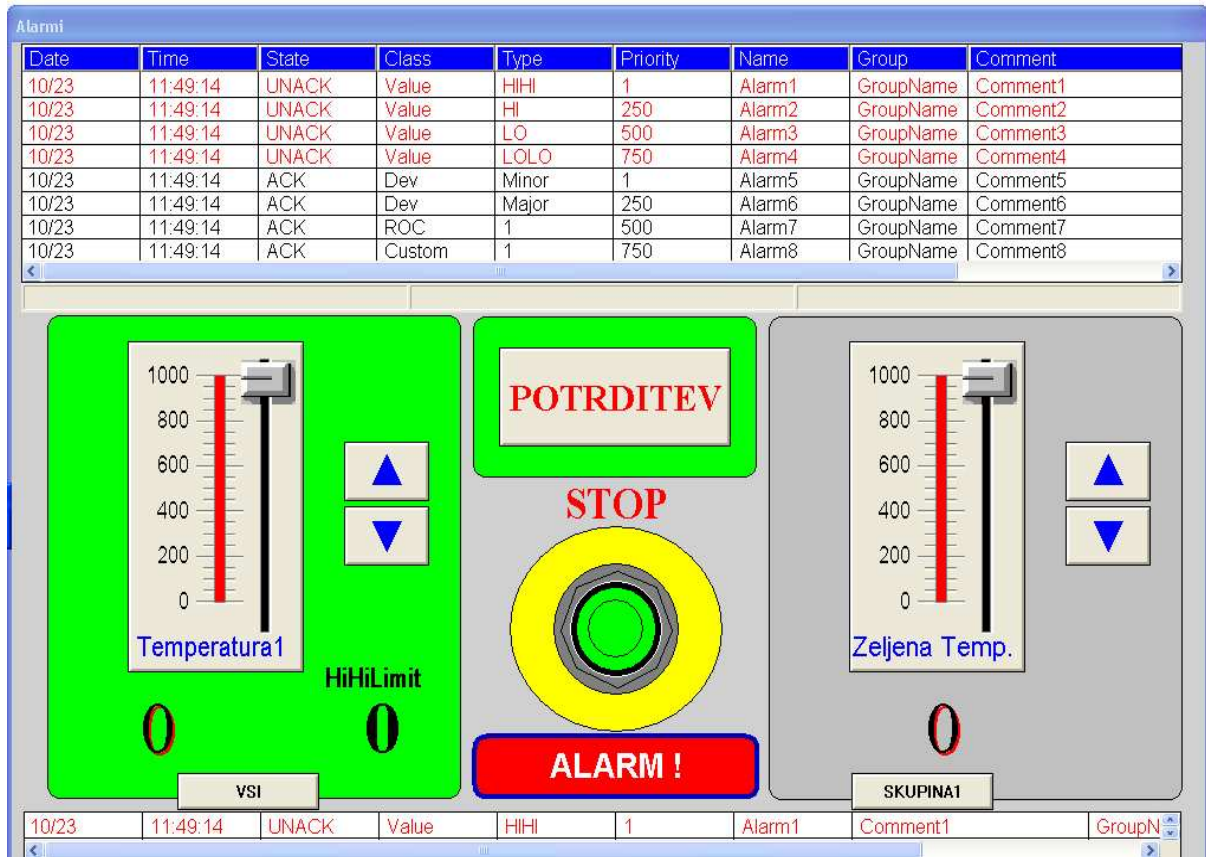 Alarmi
Date Time State Class Type Priority Name Group Comment
10/23 11:49:14 UNACK Value HIHI 1 Alarm1 GroupName Comment1
10/23 11:49:14 UNACK Value HI 250 Alarm2 GroupName Comment2
10/23 11:49:14 UNACK Value LO 500 Alarm3 GroupName Comment3
10/23 11:49:14 UNACK Value LOLO 750 Alarm4 GroupName Comment4
10/23 11:49:14 ACK Dev Minor 1 Alarm5 GroupName Comment5
10/23 11:49:14 ACK Dev Major 250 Alarm6 GroupName Comment6
10/23 11:49:14 ACK ROC 1 500 Alarm7 GroupName Comment7
10/23 11:49:14 ACK Custom 1 750 Alarm8 GroupName Comment8
1000
800
600
400
200
0
Temperatura1
HiHiLimit
0 0
VSI
POTRDITEV
STOP
ALARM !
1000
800
600
400
200
0
Zeljena Temp.
0
SKUPINA1
10/23 11:49:14 UNACK Value HIHI 1 Alarm1 Comment1 GroupN